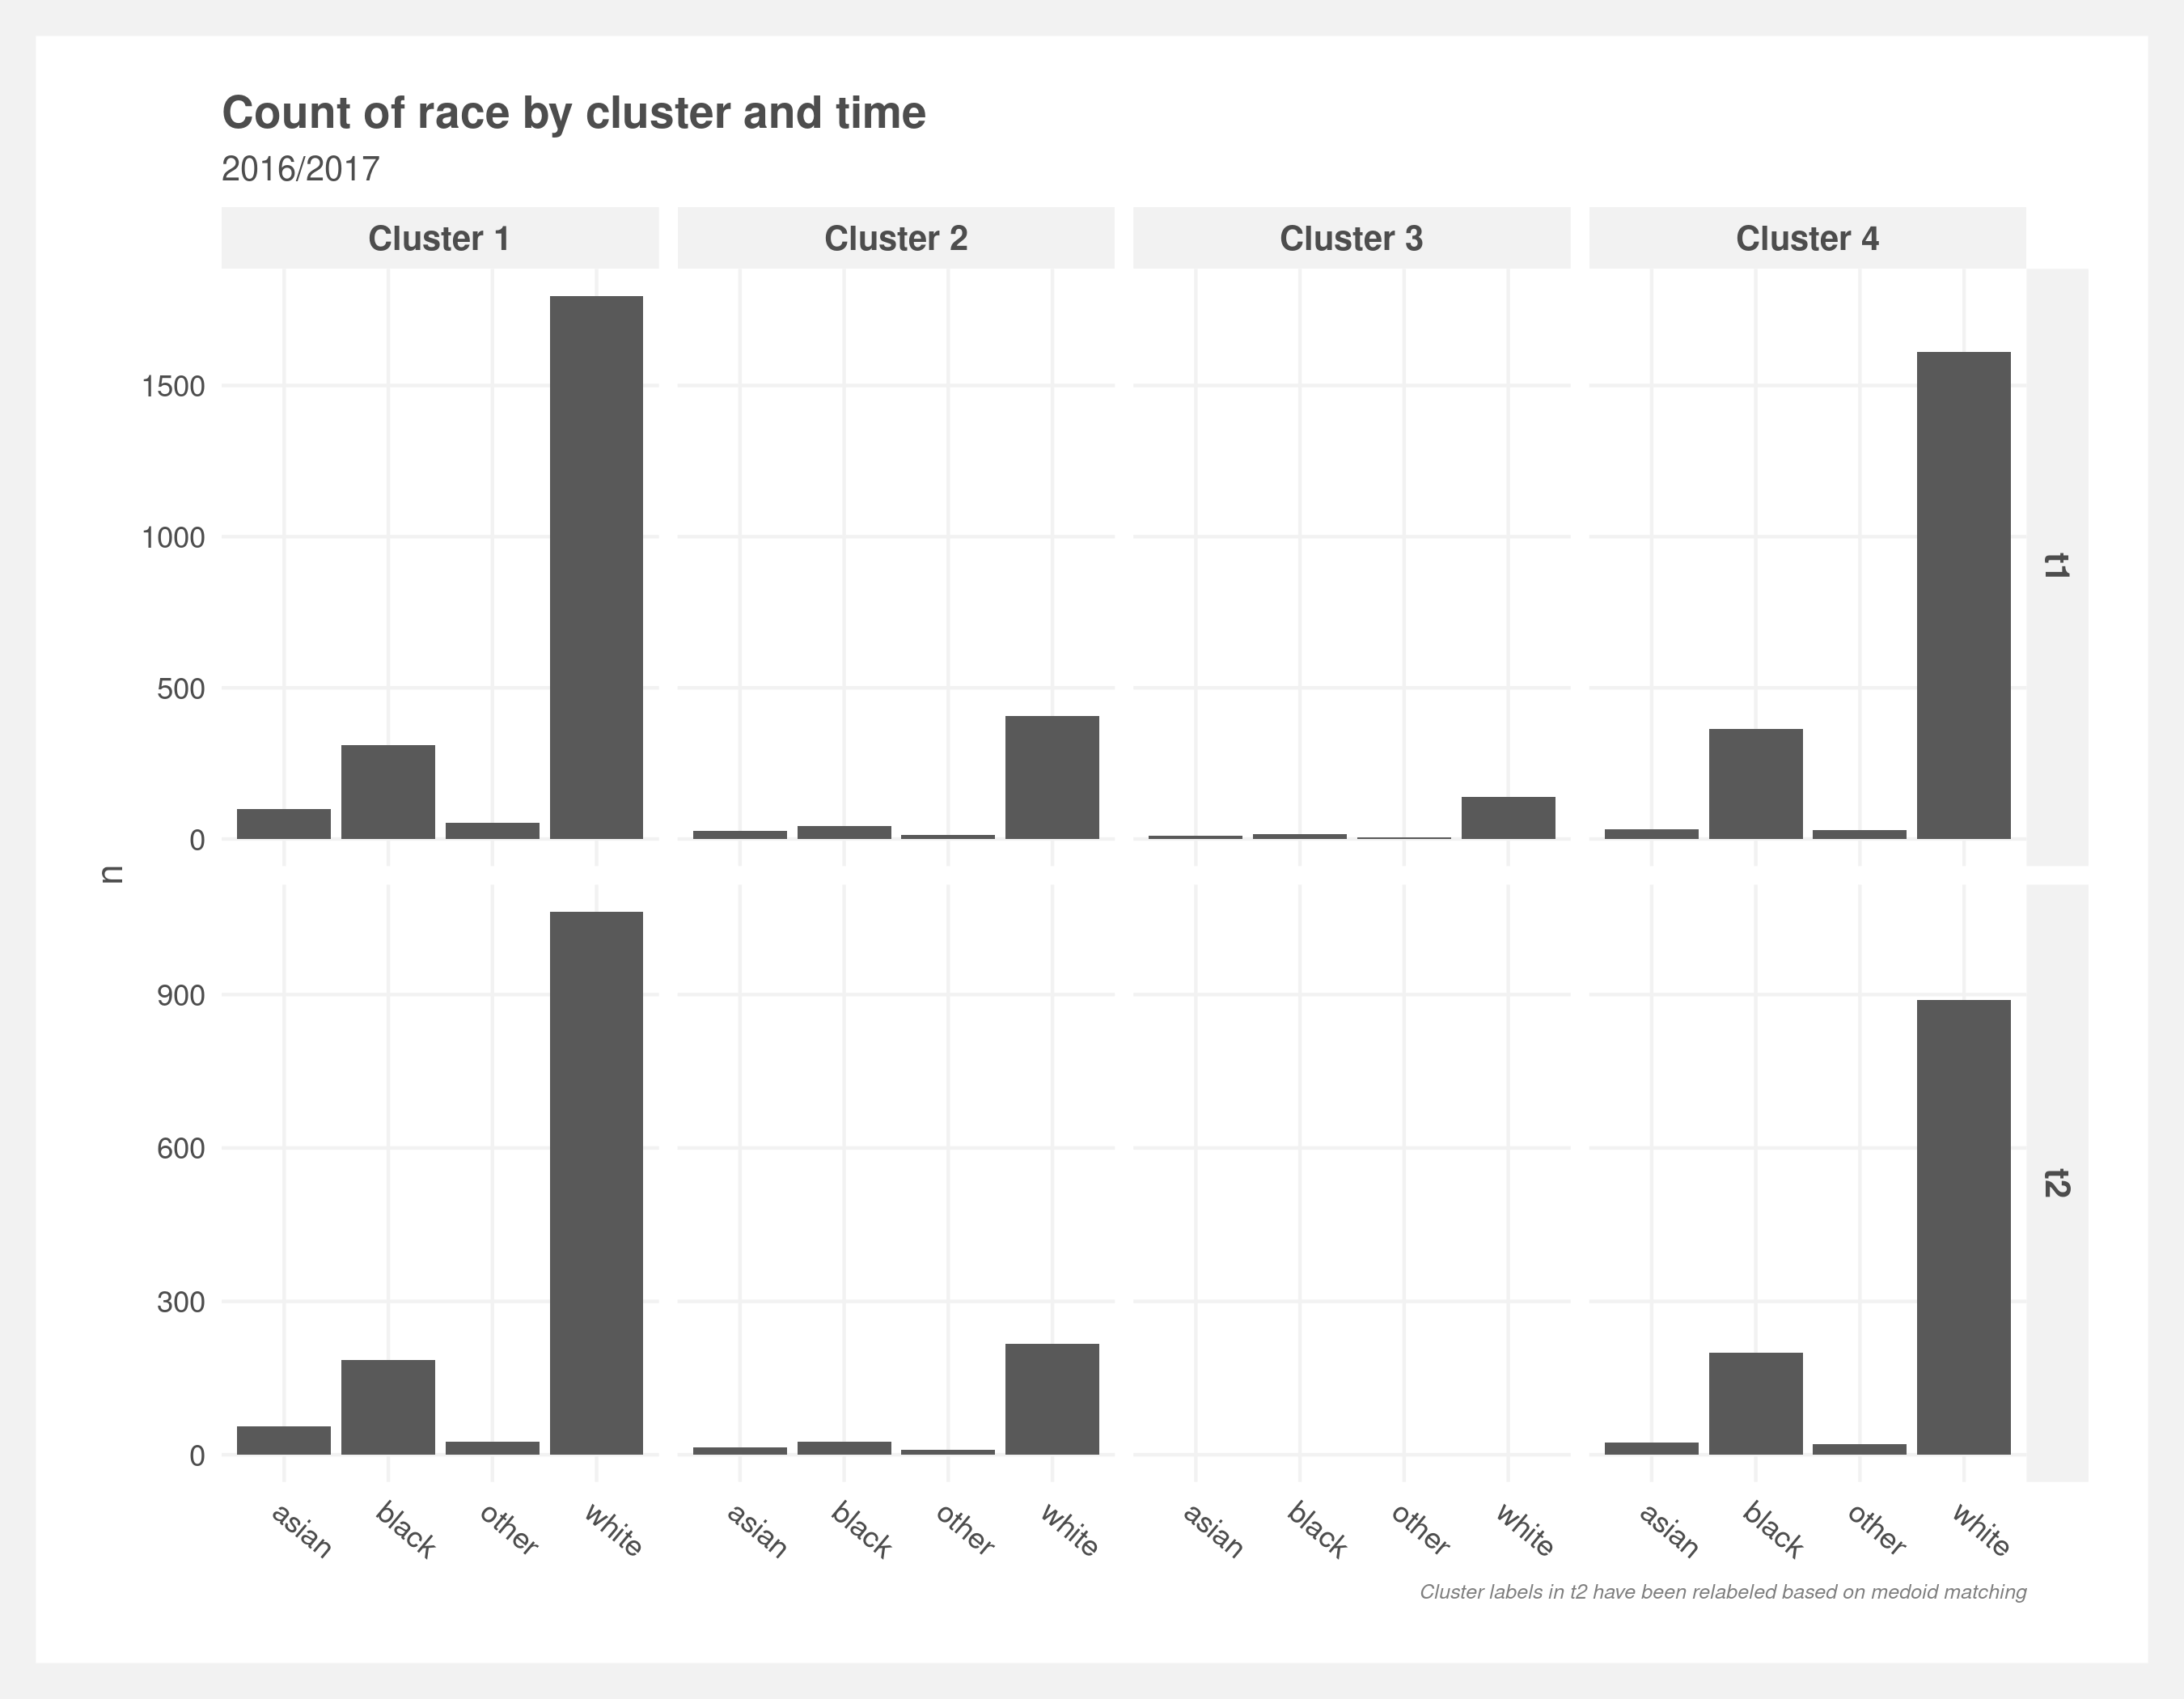 Count of race by cluster and time
2016/2017
Cluster 1 Cluster 2 Cluster 3 Cluster 4
1500
1000
500
0
t1
n
900
600
300
0
t2
asian black other white asian black other white asian black other white asian black other white
Cluster labels in t2 have been relabeled based on medoid matching